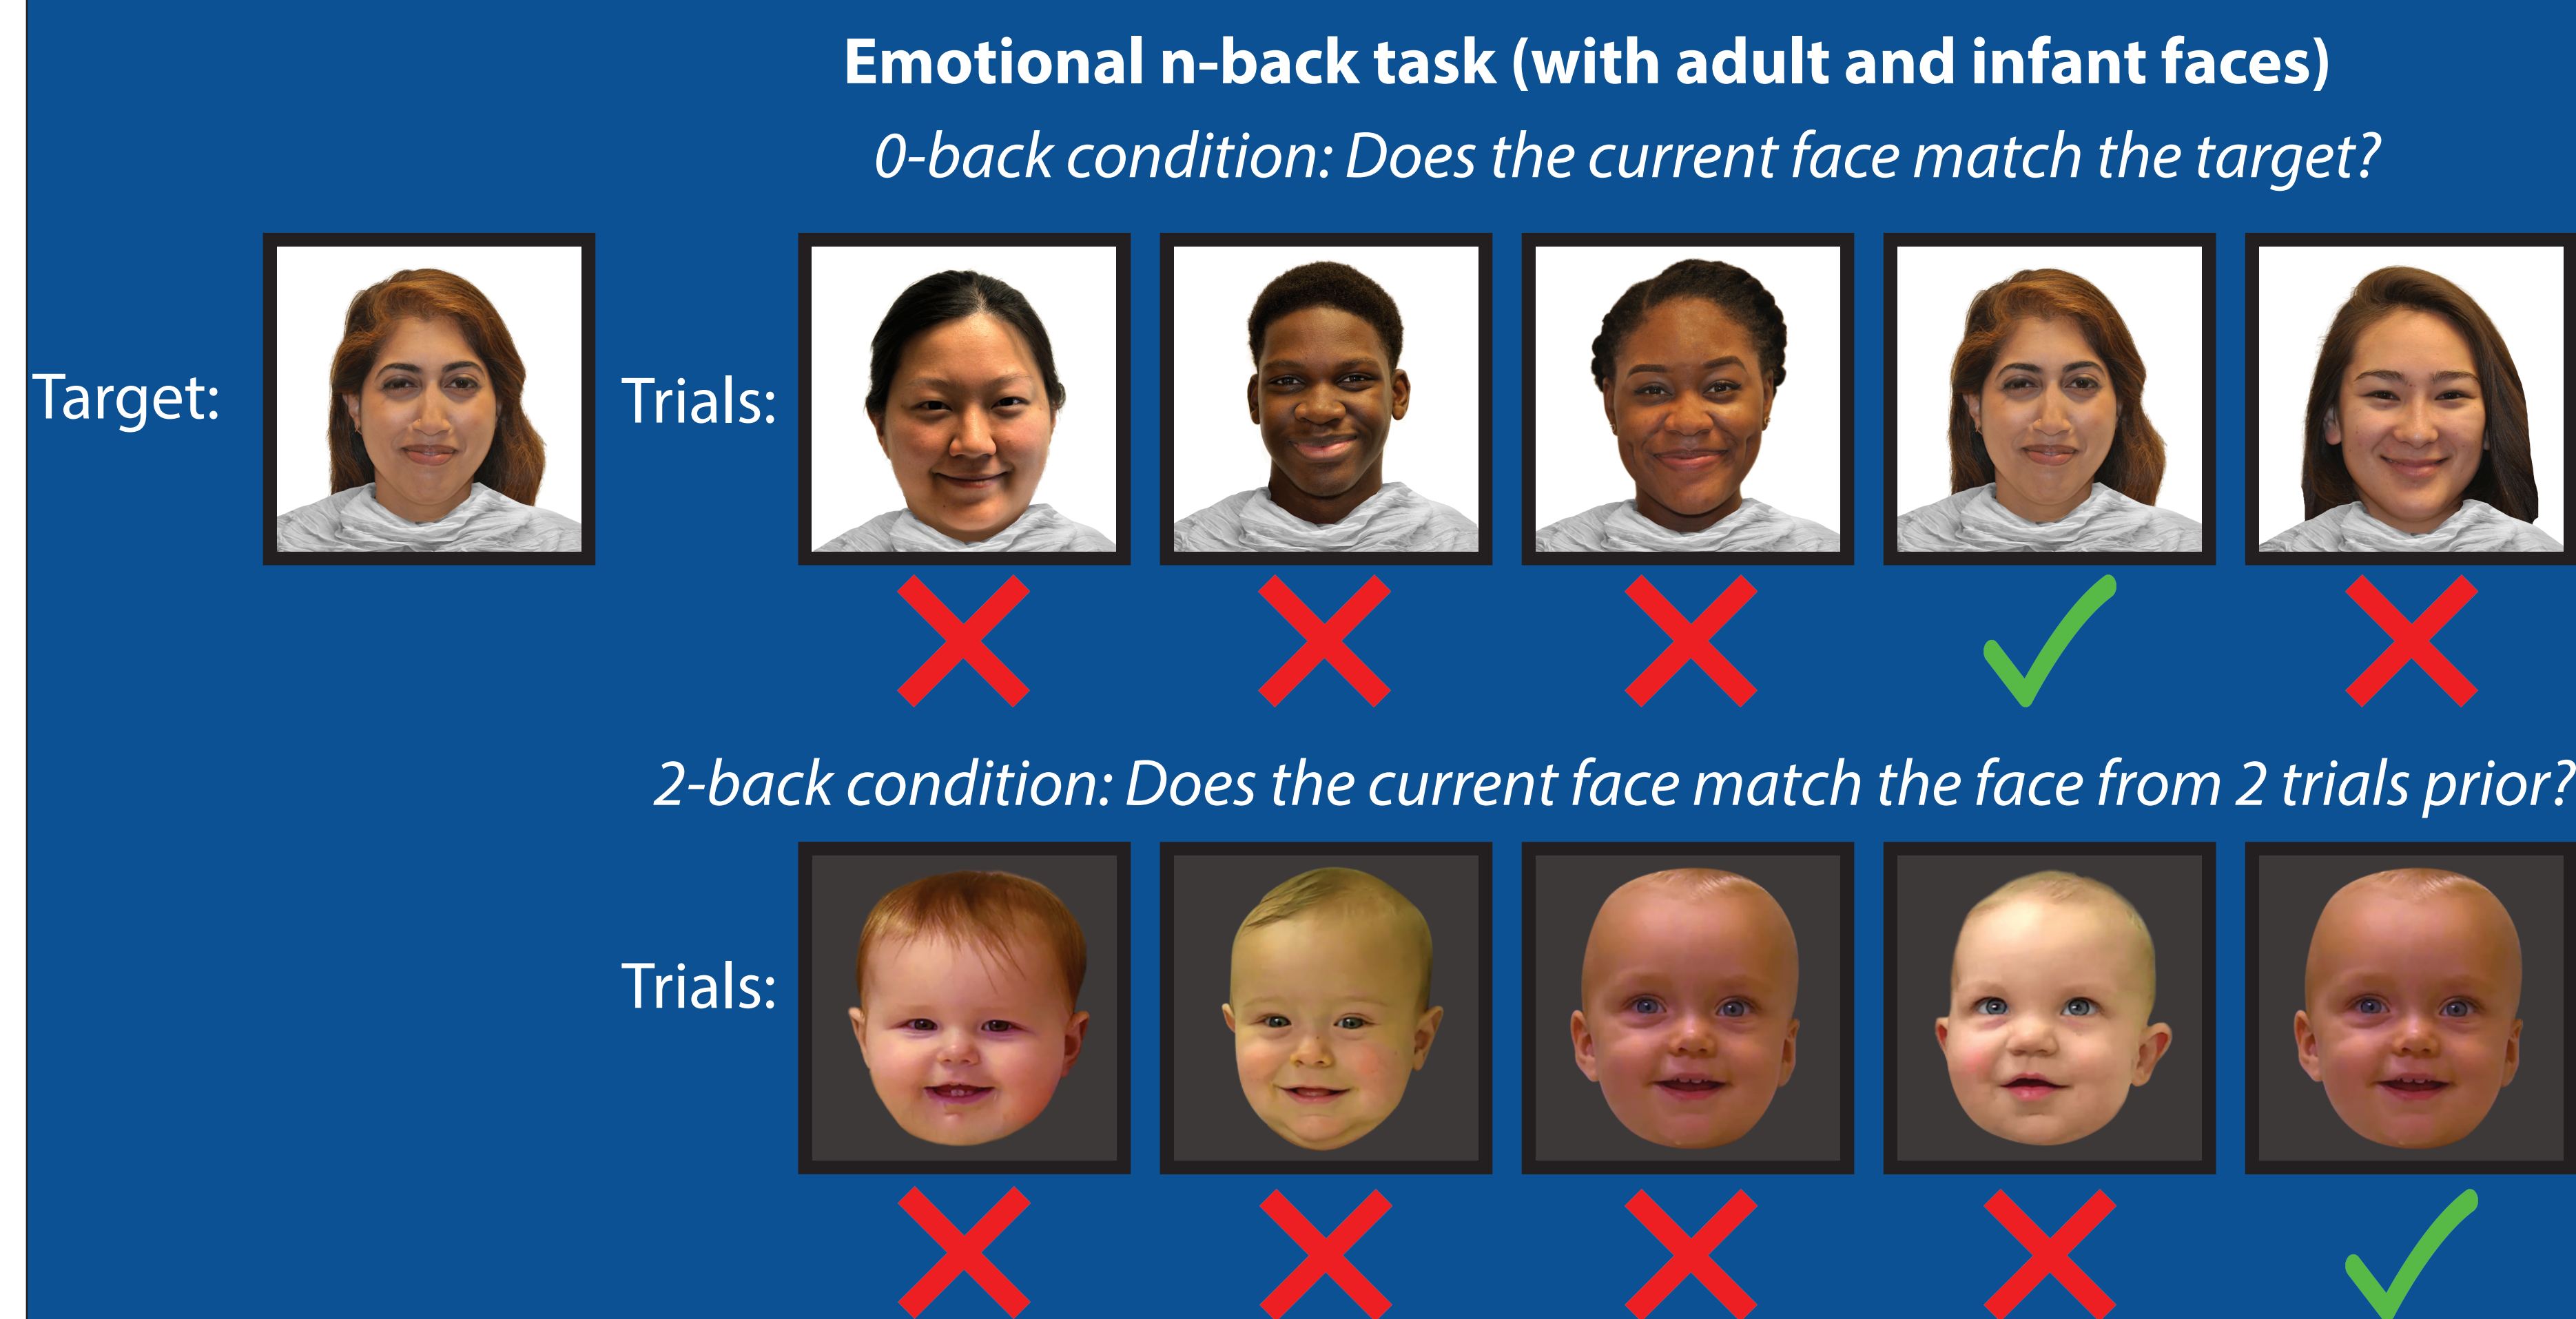 Emotional n-back task (with adult and infant faces)
0-back condition: Does the current face match the target?
Target:
Trials:
2-back condition: Does the current face match the face from 2 trials prior?
Trials: